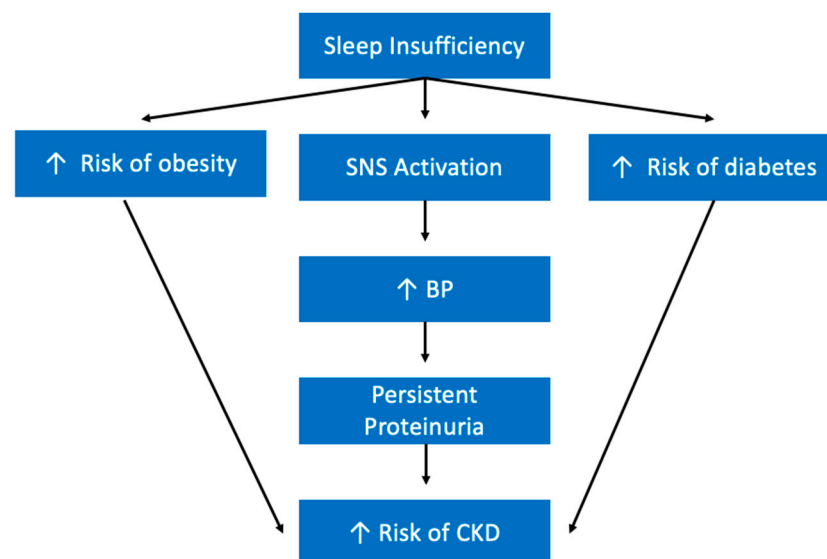 Sleep Insufficiency
↑ Risk of obesity
SNS Activation
↑ Risk of diabetes
↑ BP
Persistent
Proteinuria
↑ Risk of CKD